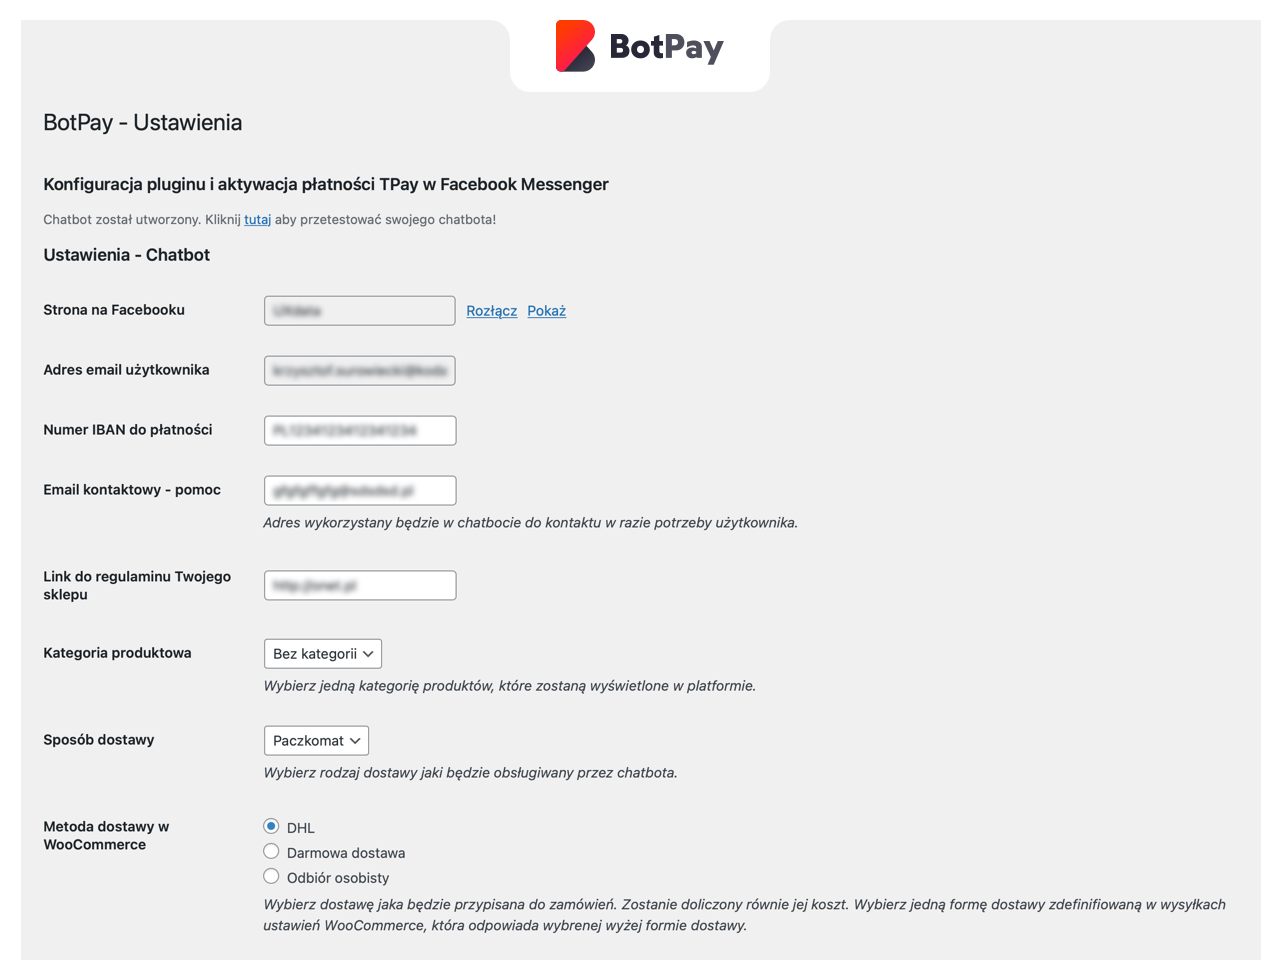 BotPay
BotPay - Ustawienia
Konfiguracja pluginu i aktywacja płatności TPay w Facebook Messenger
Chatbot został utworzony. Kliknij tutaj aby przetestować swojego chatbota!
Ustawienia - Chatbot
Strona na Facebooku
Rozłącz Pokaż
Adres email użytkownika
Numer IBAN do płatności
Email kontaktowy - pomoc
Adres wykorzystany będzie w chatbocie do kontaktu w razie potrzeby użytkownika.
Link do regulaminu Twojego
sklepu
Kategoria produktowa
Bez kategorii
Wybierz jedną kategorię produktów, które zostaną wyświetlone w platformie.
Sposób dostawy
Paczkomat
Wybierz rodzaj dostawy jaki będzie obsługiwany przez chatbota.
Metoda dostawy w
WooCommerce
DHL
Darmowa dostawa
Odbiór osobisty
Wybierz dostawę jaka będzie przypisana do zamówień. Zostanie doliczony równie jej koszt. Wybierz jedną formę dostawy zdefinifiowaną w wysyłkach
ustawień WooCommerce, która odpowiada wybrenej wyżej formie dostawy.